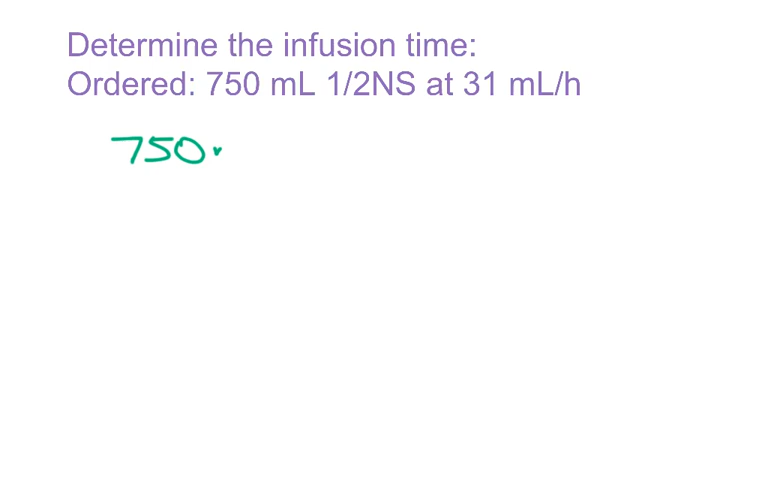 Determine the infusion time:
Ordered: 750 mL 1/2NS at 31 mL/h
750